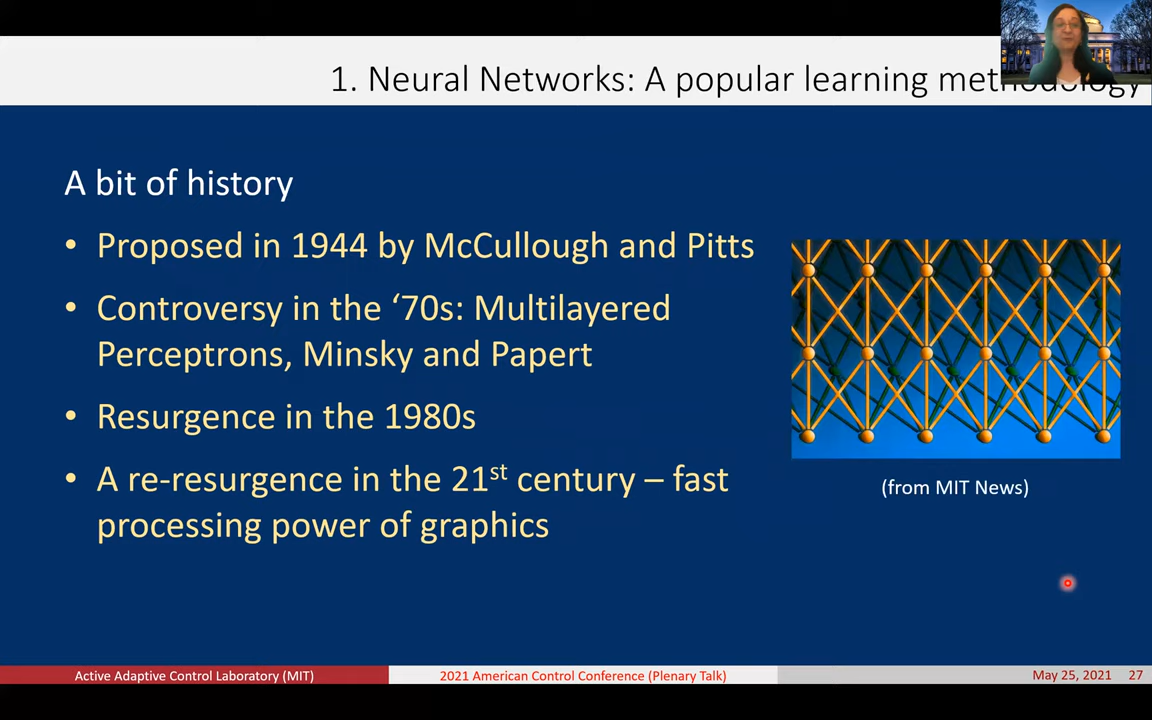 1. Neural Networks: A popular learning methodology
A bit of history
• Proposed in 1944 by McCullough and Pitts
• Controversy in the ‘70s: Multilayered
Perceptrons, Minsky and Papert
• Resurgence in the 1980s
• A re-resurgence in the 21st century – fast
processing power of graphics
(from MIT News)
Active Adaptive Control Laboratory (MIT)
2021 American Control Conference (Plenary Talk)
May 25, 2021 27